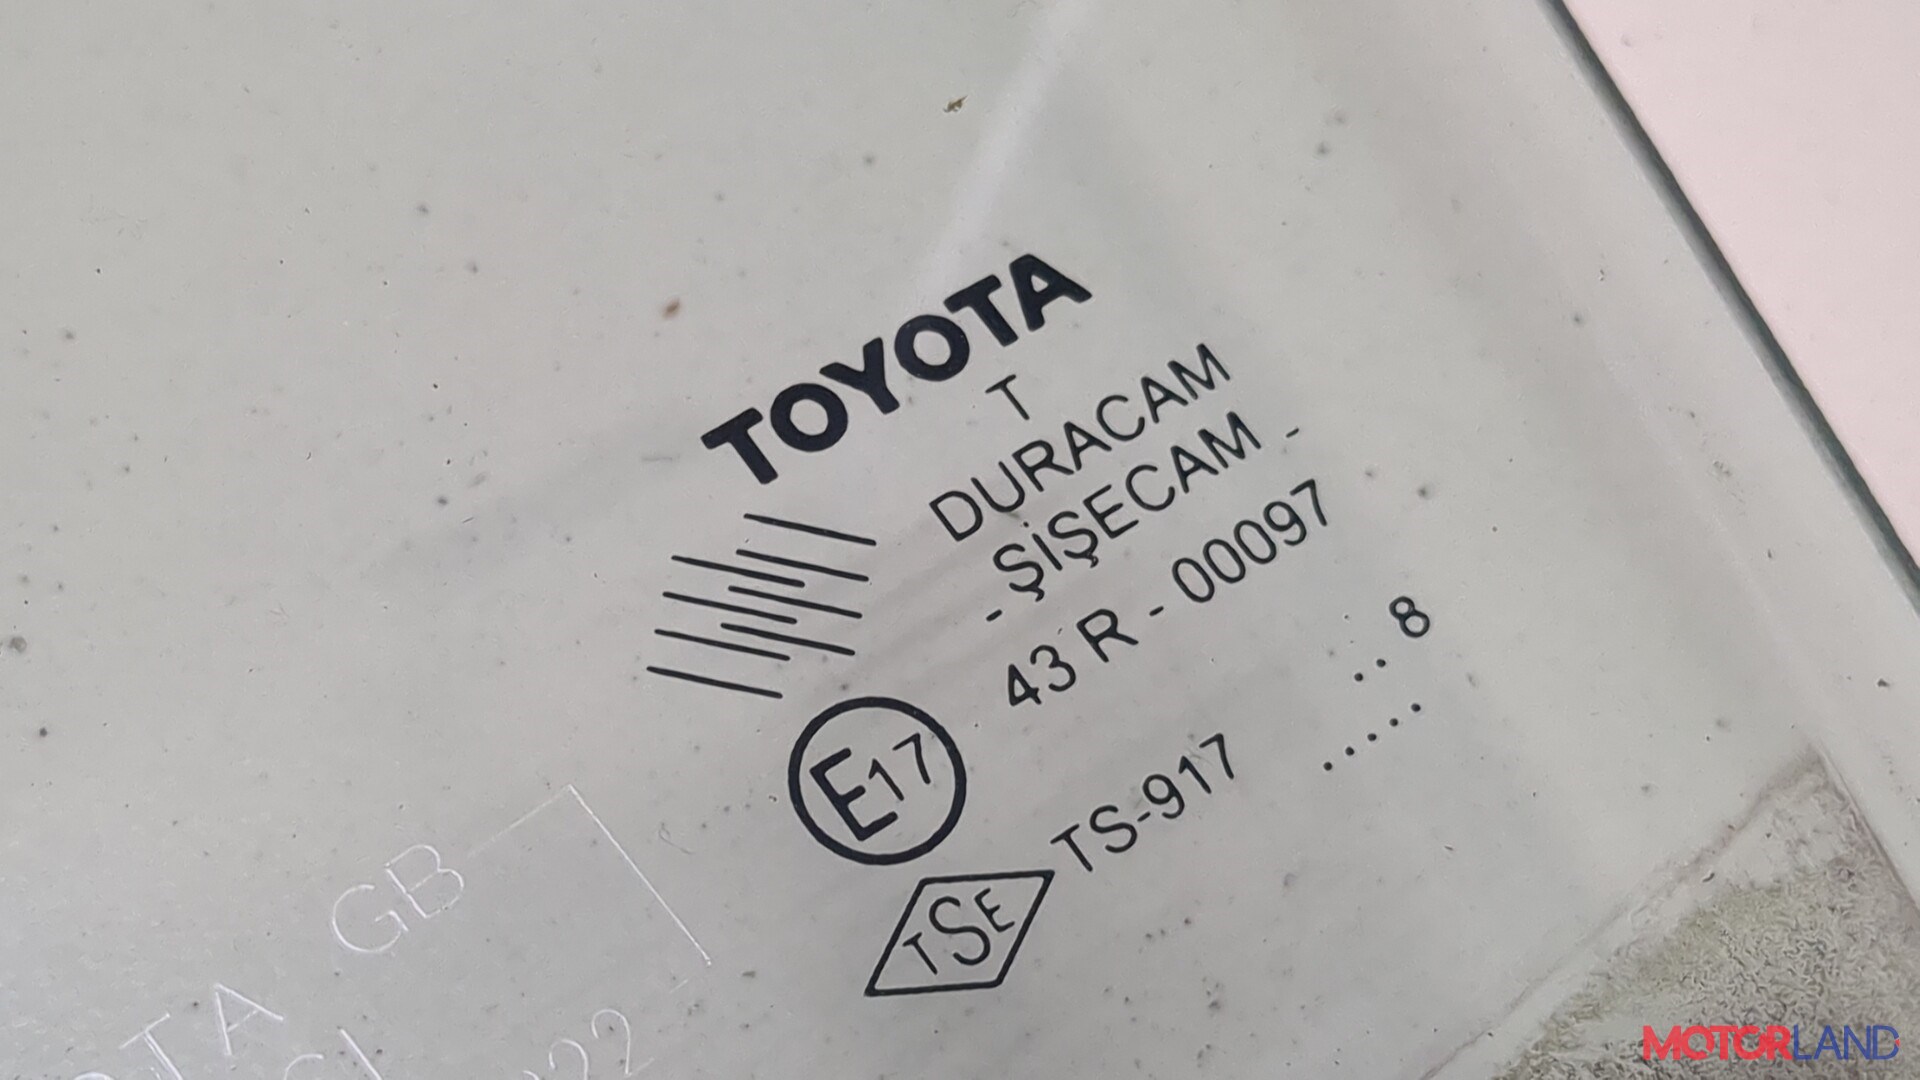 TOYOTA
T
DURACAM
- ŞİŞECAM -
43 R - 00097
.. 8
.....
E17
TS-917
TSE
GB
MOTORLAND